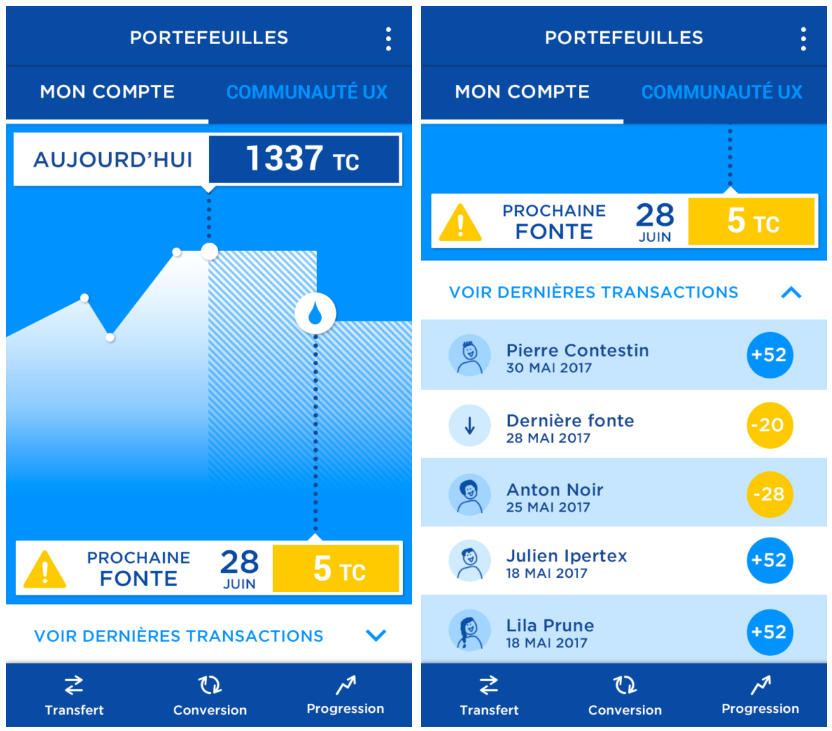 PORTEFEUILLES
MON COMPTE COMMUNAUTÉ UX
AUJOURD'HUI 1337 TC
PROCHAINE
FONTE
28
JUIN
5 TC
VOIR DERNIÈRES TRANSACTIONS
Transfert Conversion Progression
PORTEFEUILLES
MON COMPTE COMMUNAUTÉ UX
PROCHAINE
FONTE
28
JUIN
5 TC
VOIR DERNIÈRES TRANSACTIONS
Pierre Contestin
30 MAI 2017
+52
Dernière fonte
28 MAI 2017
-20
Anton Noir
25 MAI 2017
-28
Julien Ipertex
18 MAI 2017
+52
Lila Prune
18 MAI 2017
+52
Transfert Conversion Progression